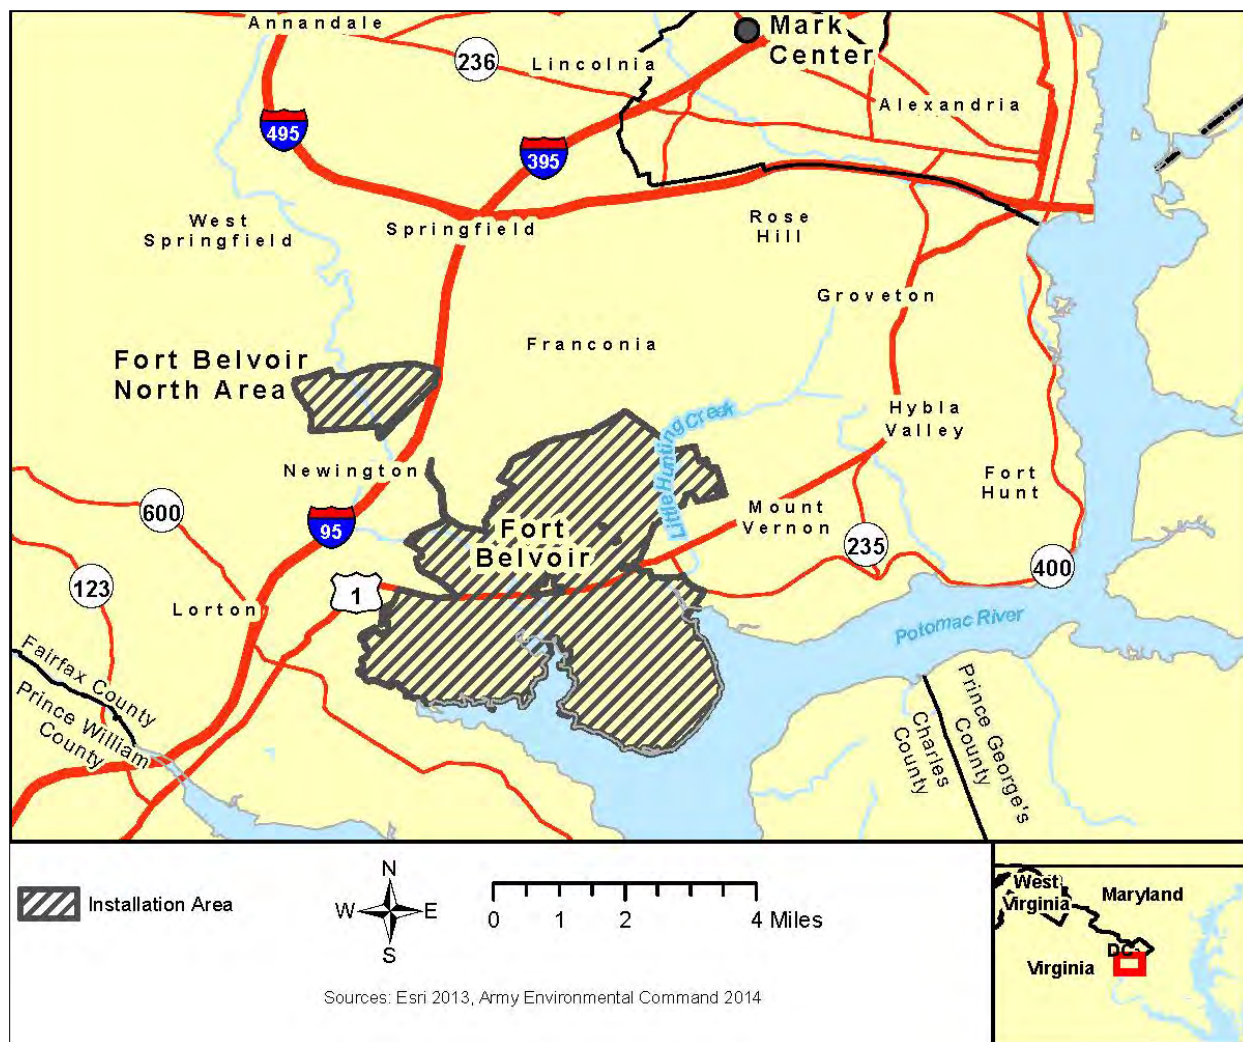 Annandale
Mark
Center
236
Lincolnia
Alexandria
495
395
West
Springfield
Springfield
Rose
Hill
Groveton
Franconia
Fort Belvoir
North Area
Little Hunting Creek
Hybla
Valley
Newington
Fort
Hunt
600
95
Fort
Belvoir
Mount
Vernon
235
400
123
1
Lorton
Potomac River
Fairfax County
Prince William
County
Charles
County
Prince George's
County
Installation Area
N
W E
S
0 1 2 4 Miles
Sources: Esri 2013, Army Environmental Command 2014
West
Virginia
Maryland
DC
Virginia